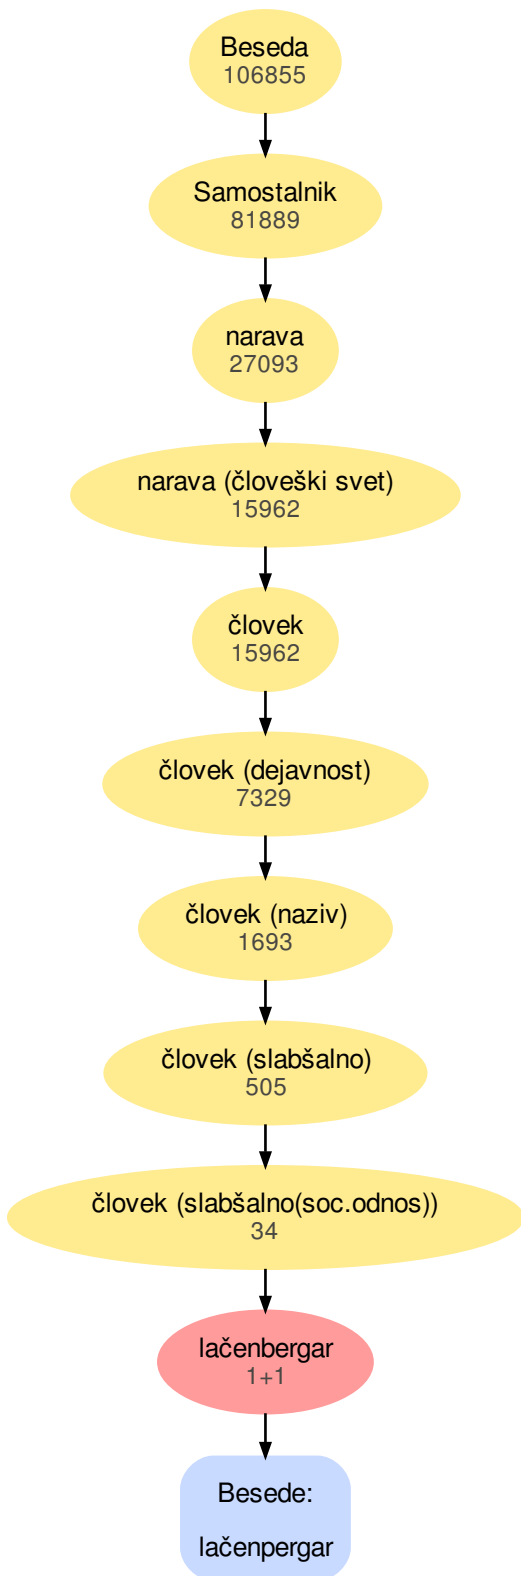 Beseda
106855
Samostalnik
81889
narava
27093
narava (človeški svet)
15962
človek
15962
človek (dejavnost)
7329
človek (naziv)
1693
človek (slabšalno)
505
človek (slabšalno(soc.odnos))
34
lačenbergar
1+1
Besede:
lačenpergar